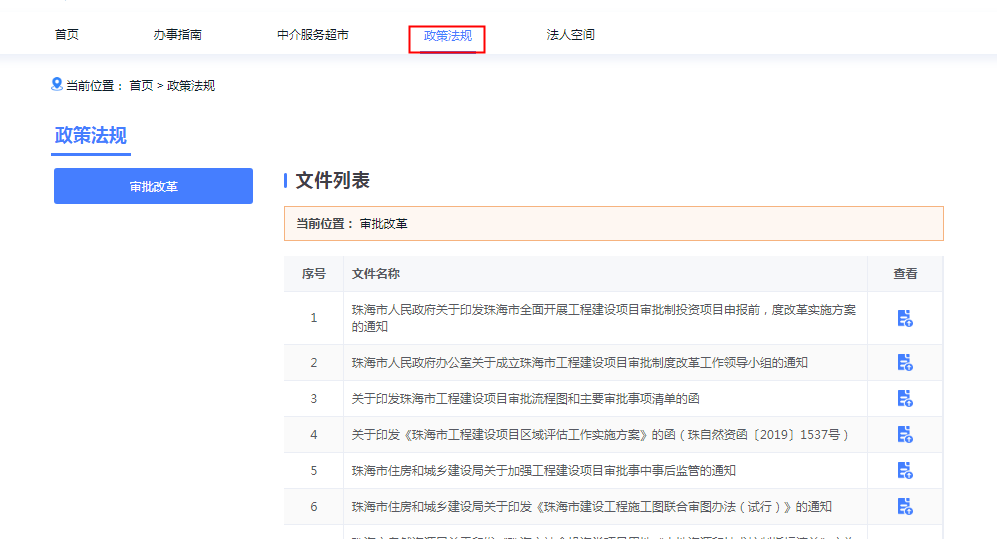 首页 办事指南 中介服务超市 政策法规 法人空间
当前位置： 首页 > 政策法规
政策法规
审批改革
文件列表
当前位置： 审批改革
序号 文件名称 查看
1 珠海市人民政府关于印发珠海市全面开展工程建设项目审批制投资项目申报前，度改革实施方案
的通知
2 珠海市人民政府办公室关于成立珠海市工程建设项目审批制度改革工作领导小组的通知
3 关于印发珠海市工程建设项目审批流程图和主要审批事项清单的函
4 关于印发《珠海市工程建设项目区域评估工作实施方案》的函（珠自然资函〔2019〕1537号）
5 珠海市住房和城乡建设局关于加强工程建设项目审批事中事后监管的通知
6 珠海市住房和城乡建设局关于印发《珠海市建设工程施工图联合审图办法（试行）》的通知